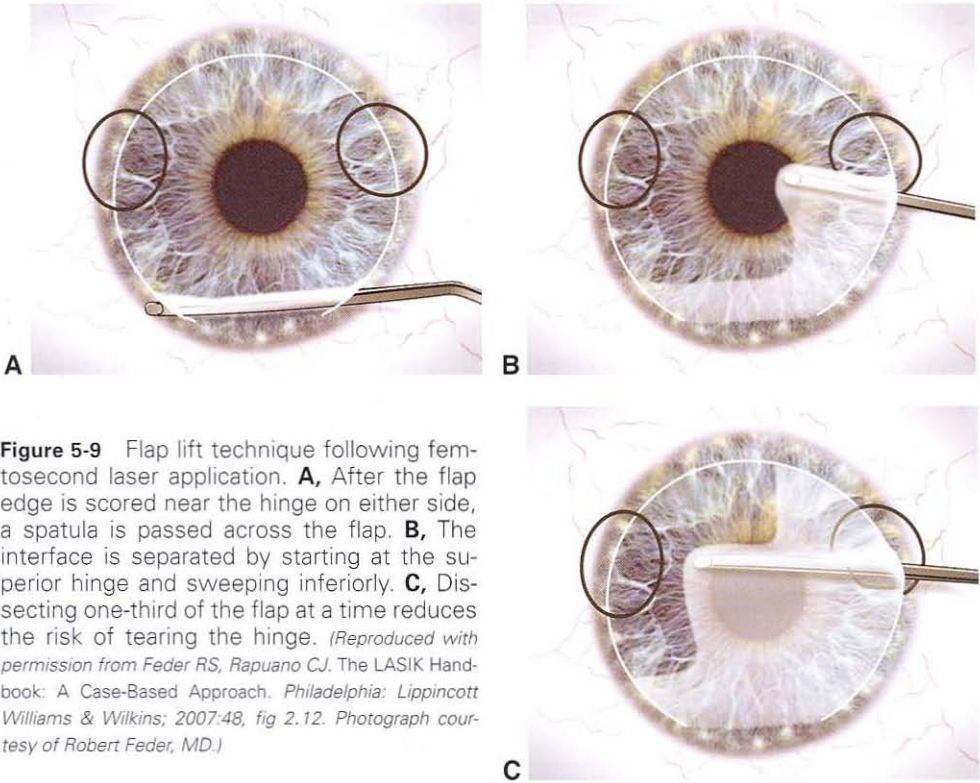 A
B
Figure 5-9 Flap lift technique following fem-
tosecond laser application. A, After the flap
edge is scored near the hinge on either side,
a spatula is passed across the flap. B, The
interface is separated by starting at the su-
perior hinge and sweeping inferiorly. C, Dis-
secting one-third of the flap at a time reduces
the risk of tearing the hinge. (Reproduced with
permission from Feder RS, Rapuano CJ. The LASIK Hand-
book: A Case-Based Approach. Philadelphia: Lippincott
Williams & Wilkins; 2007:48, fig 2.12. Photograph cour-
tesy of Robert Feder, MD.)
C